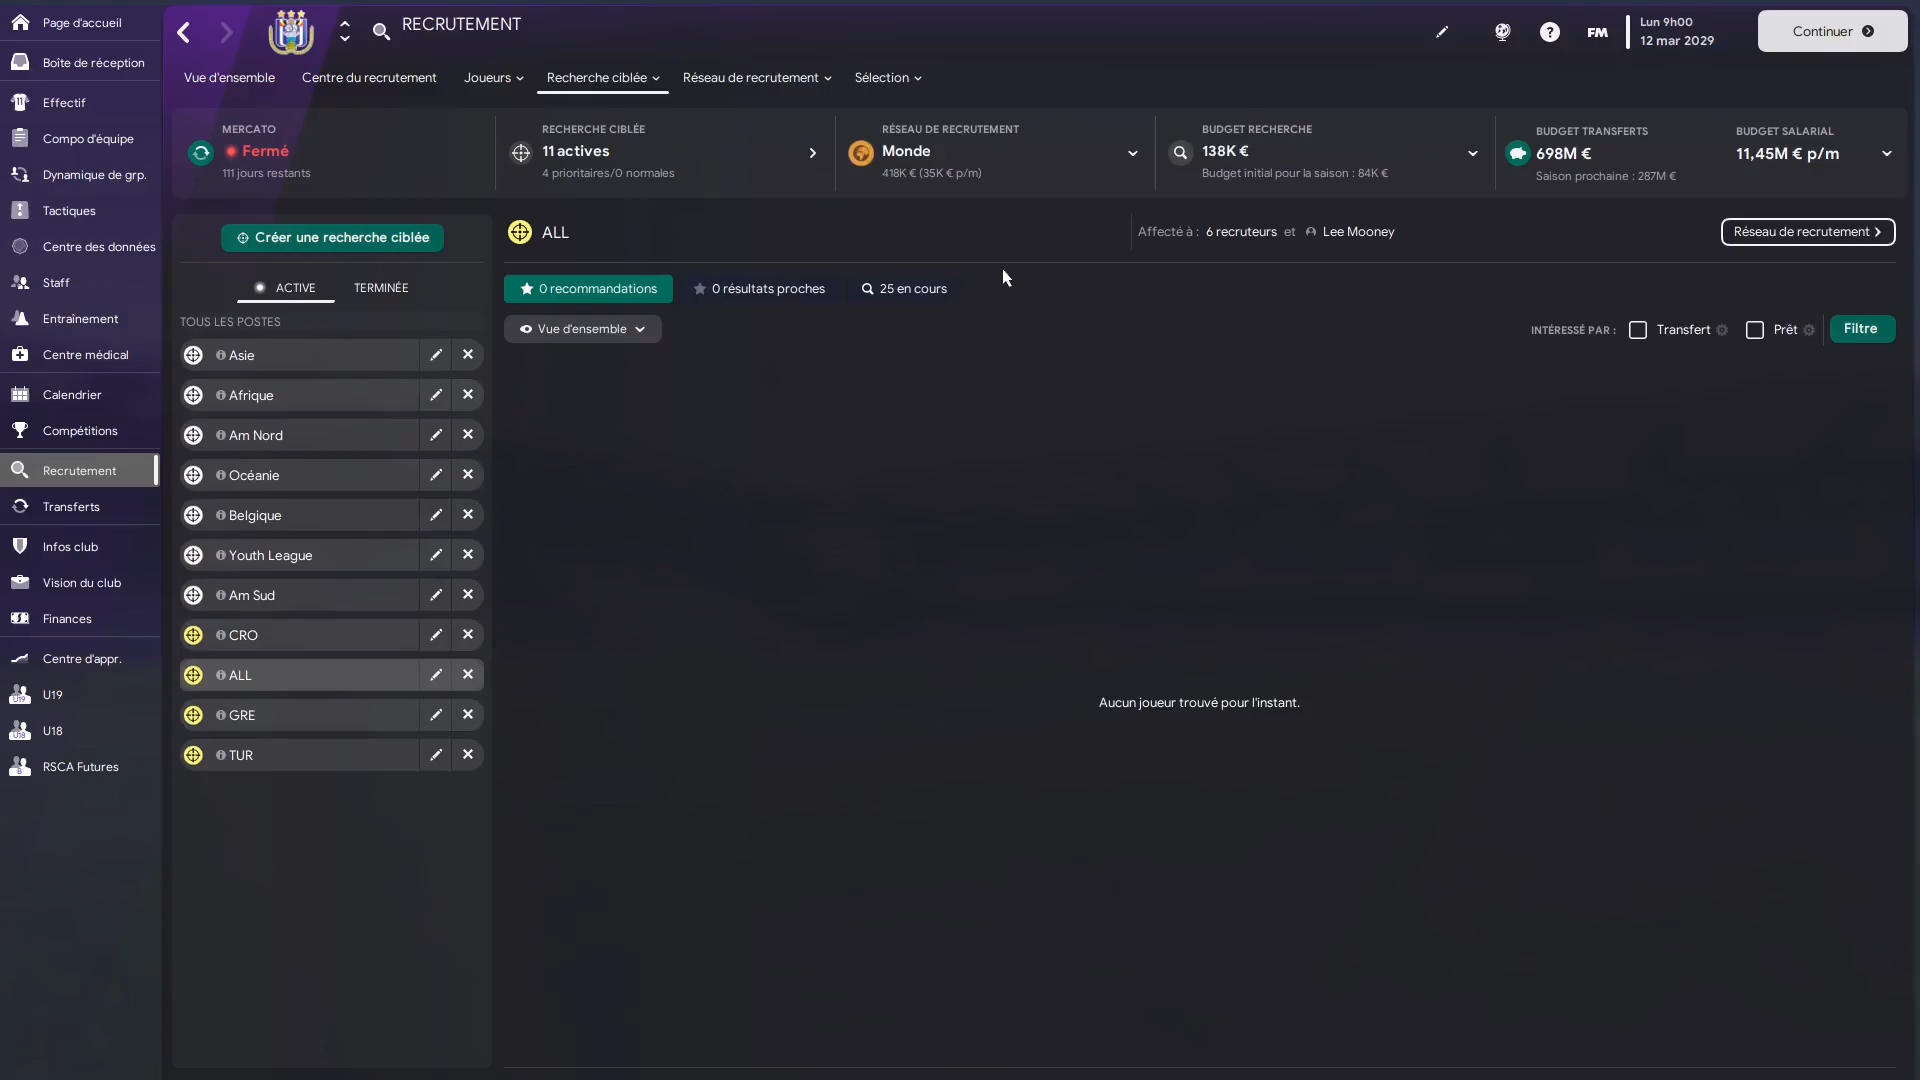 Page d'accueil
Boîte de réception
Effectif
Compo d'équipe
Dynamique de grp.
Tactiques
Centre des données
Staff
Entraînement
Centre médical
Calendrier
Compétitions
Recrutement
Transferts
Infos club
Vision du club
Finances
Centre d'appr.
U19
U19
U18
U18
B
RSCA Futures
RECRUTEMENT
?
FM
Lun 9h00
12 mar 2029
Continuer
Vue d'ensemble
Centre du recrutement
Joueurs
Recherche ciblée
Réseau de recrutement
Sélection
MERCATO
Fermé
111 jours restants
RECHERCHE CIBLÉE
11 actives
4 prioritaires/0 normales
RÉSEAU DE RECRUTEMENT
Monde
418K € (35K € p/m)
BUDGET RECHERCHE
138K €
Budget initial pour la saison : 84K €
BUDGET TRANSFERTS
698M €
Saison prochaine : 287M €
BUDGET SALARIAL
11,45M € p/m
Créer une recherche ciblée
ACTIVE
TERMINÉE
TOUS LES POSTES
Asie
Afrique
Am Nord
Océanie
Belgique
Youth League
Am Sud
CRO
ALL
GRE
TUR
ALL
Affecté à : 6 recruteurs et Lee Mooney
Réseau de recrutement
0 recommandations
0 résultats proches
25 en cours
Vue d'ensemble
INTÉRESSÉ PAR :
Transfert
Prêt
Filtre
Aucun joueur trouvé pour l'instant.